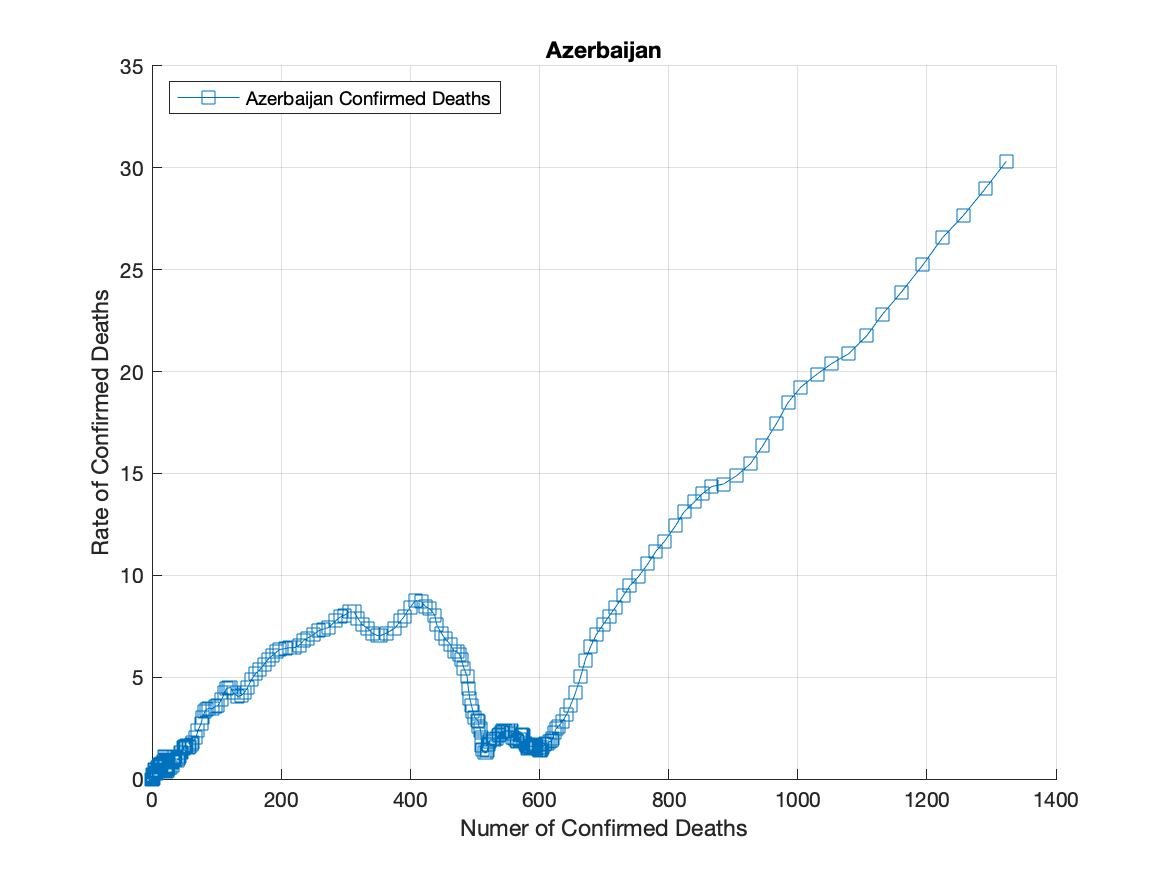 Azerbaijan
Azerbaijan Confirmed Deaths
35
30
25
20
15
10
5
0
Rate of Confirmed Deaths
0 200 400 600 800 1000 1200 1400
Numer of Confirmed Deaths